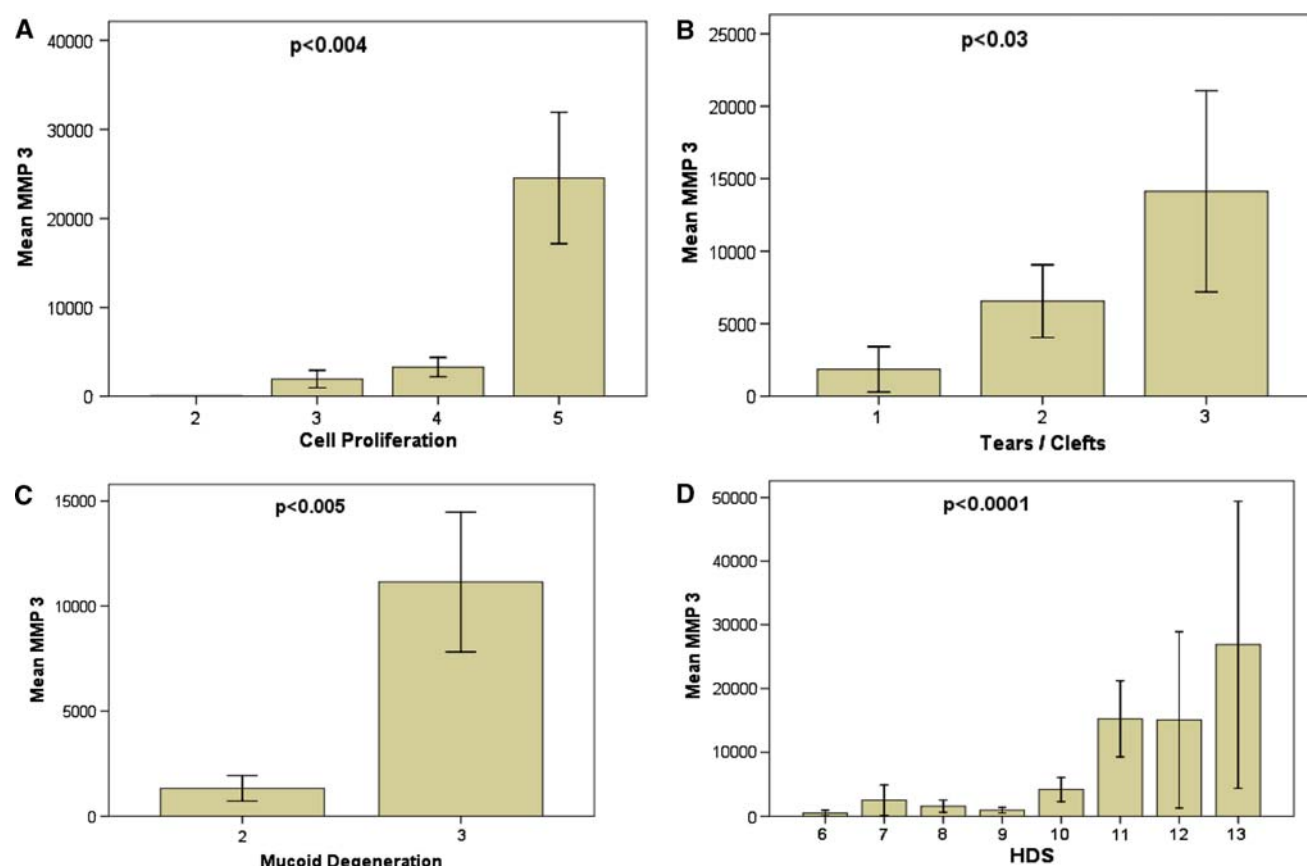 A
p<0.004
Mean MMP 3
40000
30000
20000
10000
0
2 3 4 5
Cell Proliferation
B
p<0.03
Mean MMP 3
25000
20000
15000
10000
5000
0
1 2 3
Tears / Clefts
C
p<0.005
Mean MMP 3
15000
10000
5000
0
2 3
Mucoid Degeneration
D
p<0.0001
Mean MMP 3
50000
40000
30000
20000
10000
0
6 7 8 9 10 11 12 13
HDS